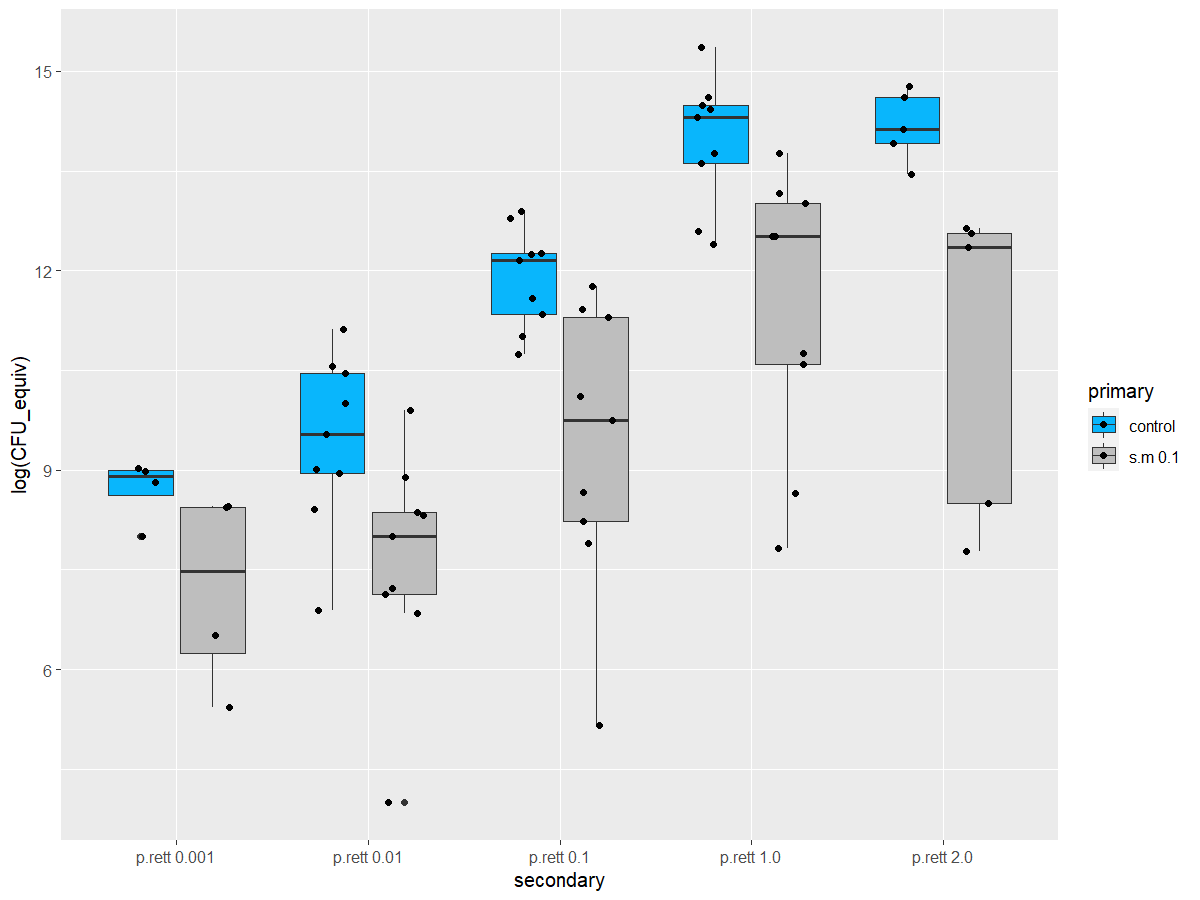 log(CFU_equiv)
15
12
9
6
p.rett 0.001
p.rett 0.01
p.rett 0.1
p.rett 1.0
p.rett 2.0
secondary
primary
control
s.m 0.1